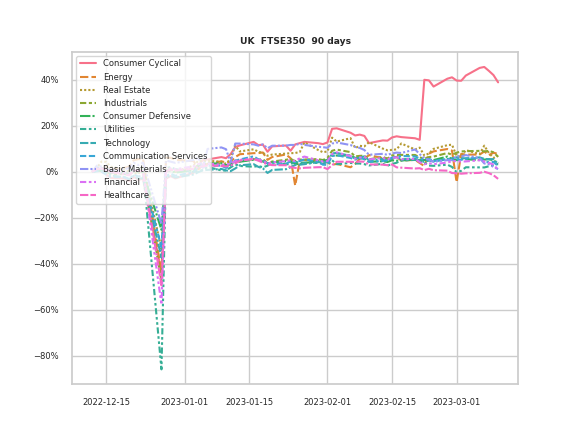 UK  FTSE350  90 days
Consumer Cyclical
Energy
Real Estate
Industrials
Consumer Defensive
Utilities
Technology
Communication Services
Basic Materials
Financial
Healthcare
40%
20%
0%
−20%
−40%
−60%
−80%
2022-12-15 2023-01-01 2023-01-15 2023-02-01 2023-02-15 2023-03-01